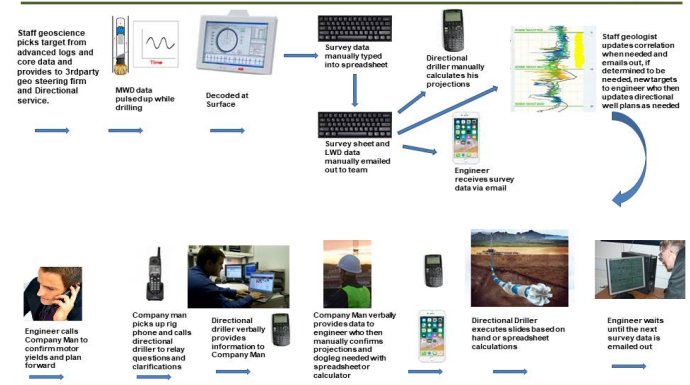 Staff geoscience
picks target from
advanced logs and
core data and
provides to 3rdparty
geo steering firm
and Directional
service.
Time
MWD data
pulsed up while
drilling
Decoded at
Surface
Survey data
manually typed
into spreadsheet
Survey sheet and
LWD data
manually emailed
out to team
Directional
driller manually
calculates his
projections
Engineer
receives survey
data via email
Staff geologist
updates correlation
when needed and
emails out, if
determined to be
needed, new targets
to engineer who then
updates directional
well plans as needed
Engineer calls
Company Man to
confirm motor
yields and plan
forward
Company man
picks up rig
phone and calls
directional
driller to relay
questions and
clarifications
Directional
driller verbally
provides
information to
Company Man
Company Man verbally
provides data to
engineer who then
manually confirms
projections and
dogleg needed with
spreadsheet or
calculator
Directional Driller
executes slides based on
hand or spreadsheet
calculations
Engineer waits
until the next
survey data is
emailed out